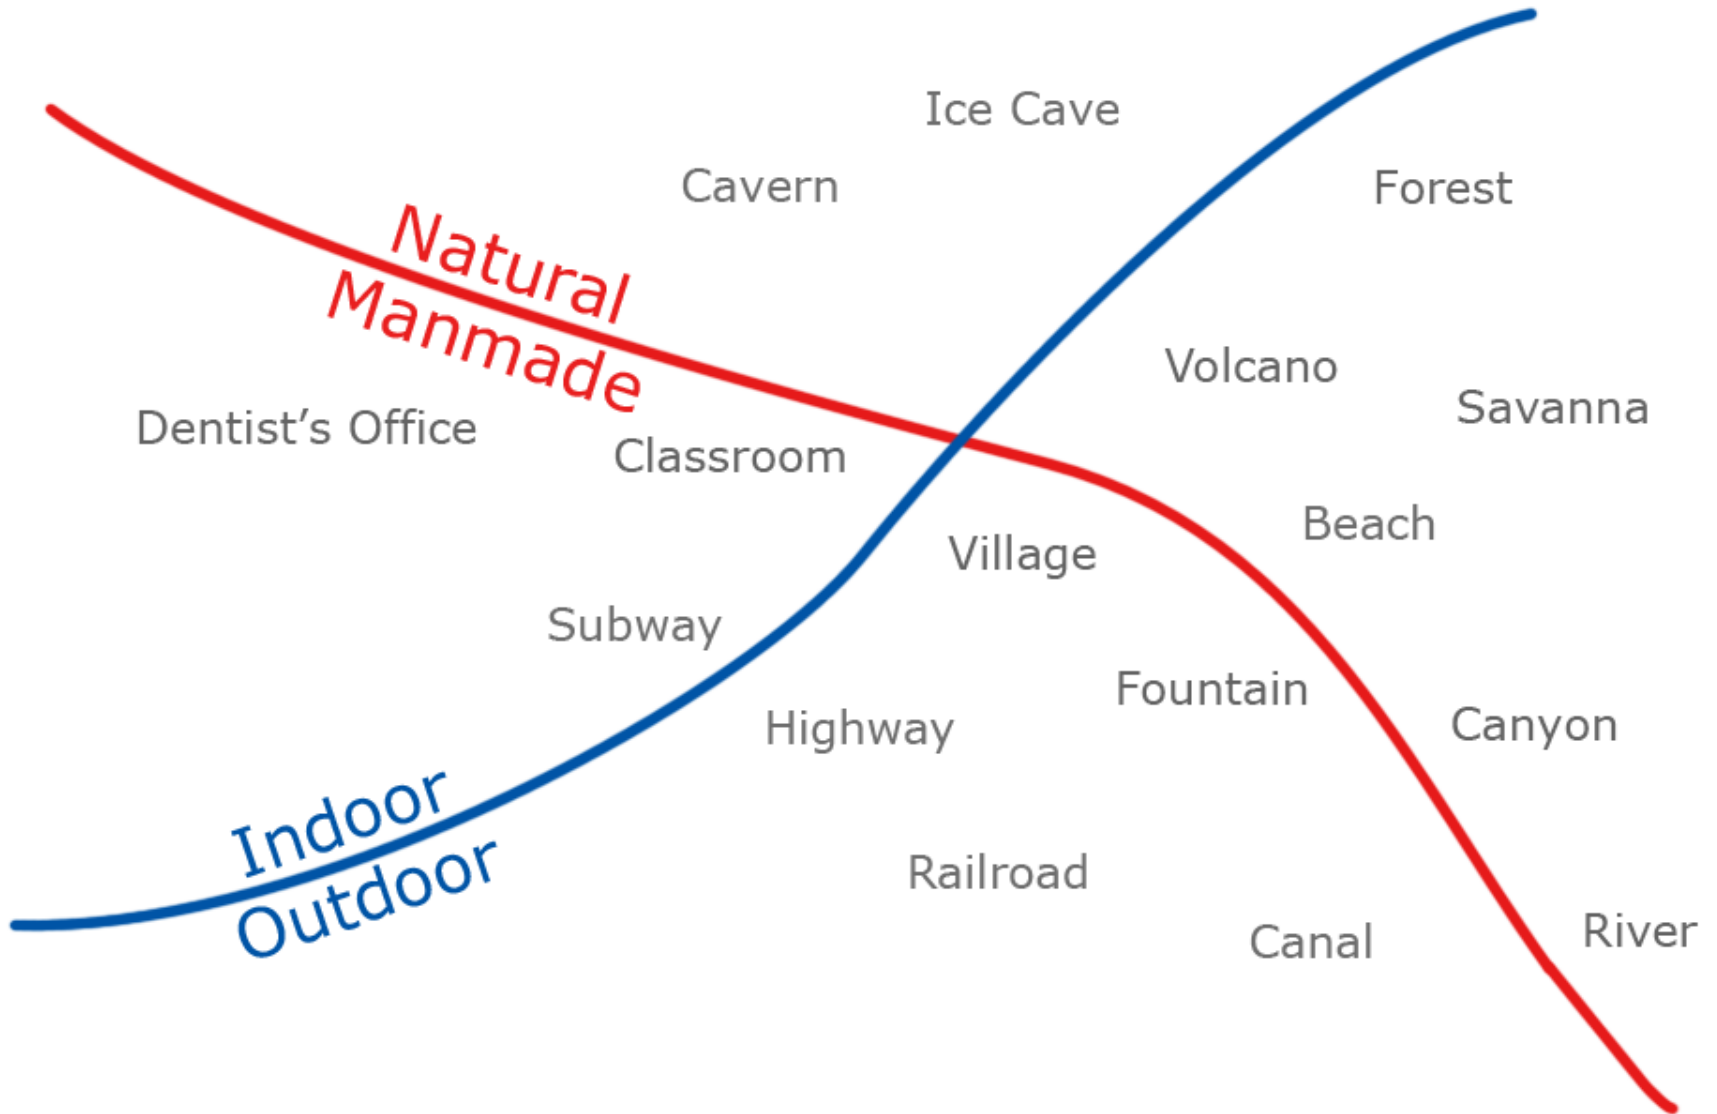 Ice Cave
Cavern
Forest
Natural
Manmade
Volcano
Savanna
Dentist’s Office
Classroom
Beach
Village
Subway
Fountain
Highway
Canyon
Indoor
Outdoor
Railroad
Canal
River